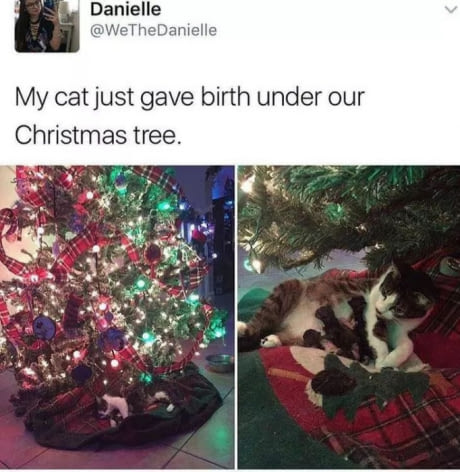 Danielle
@WeTheDanielle
My cat just gave birth under our
Christmas tree.